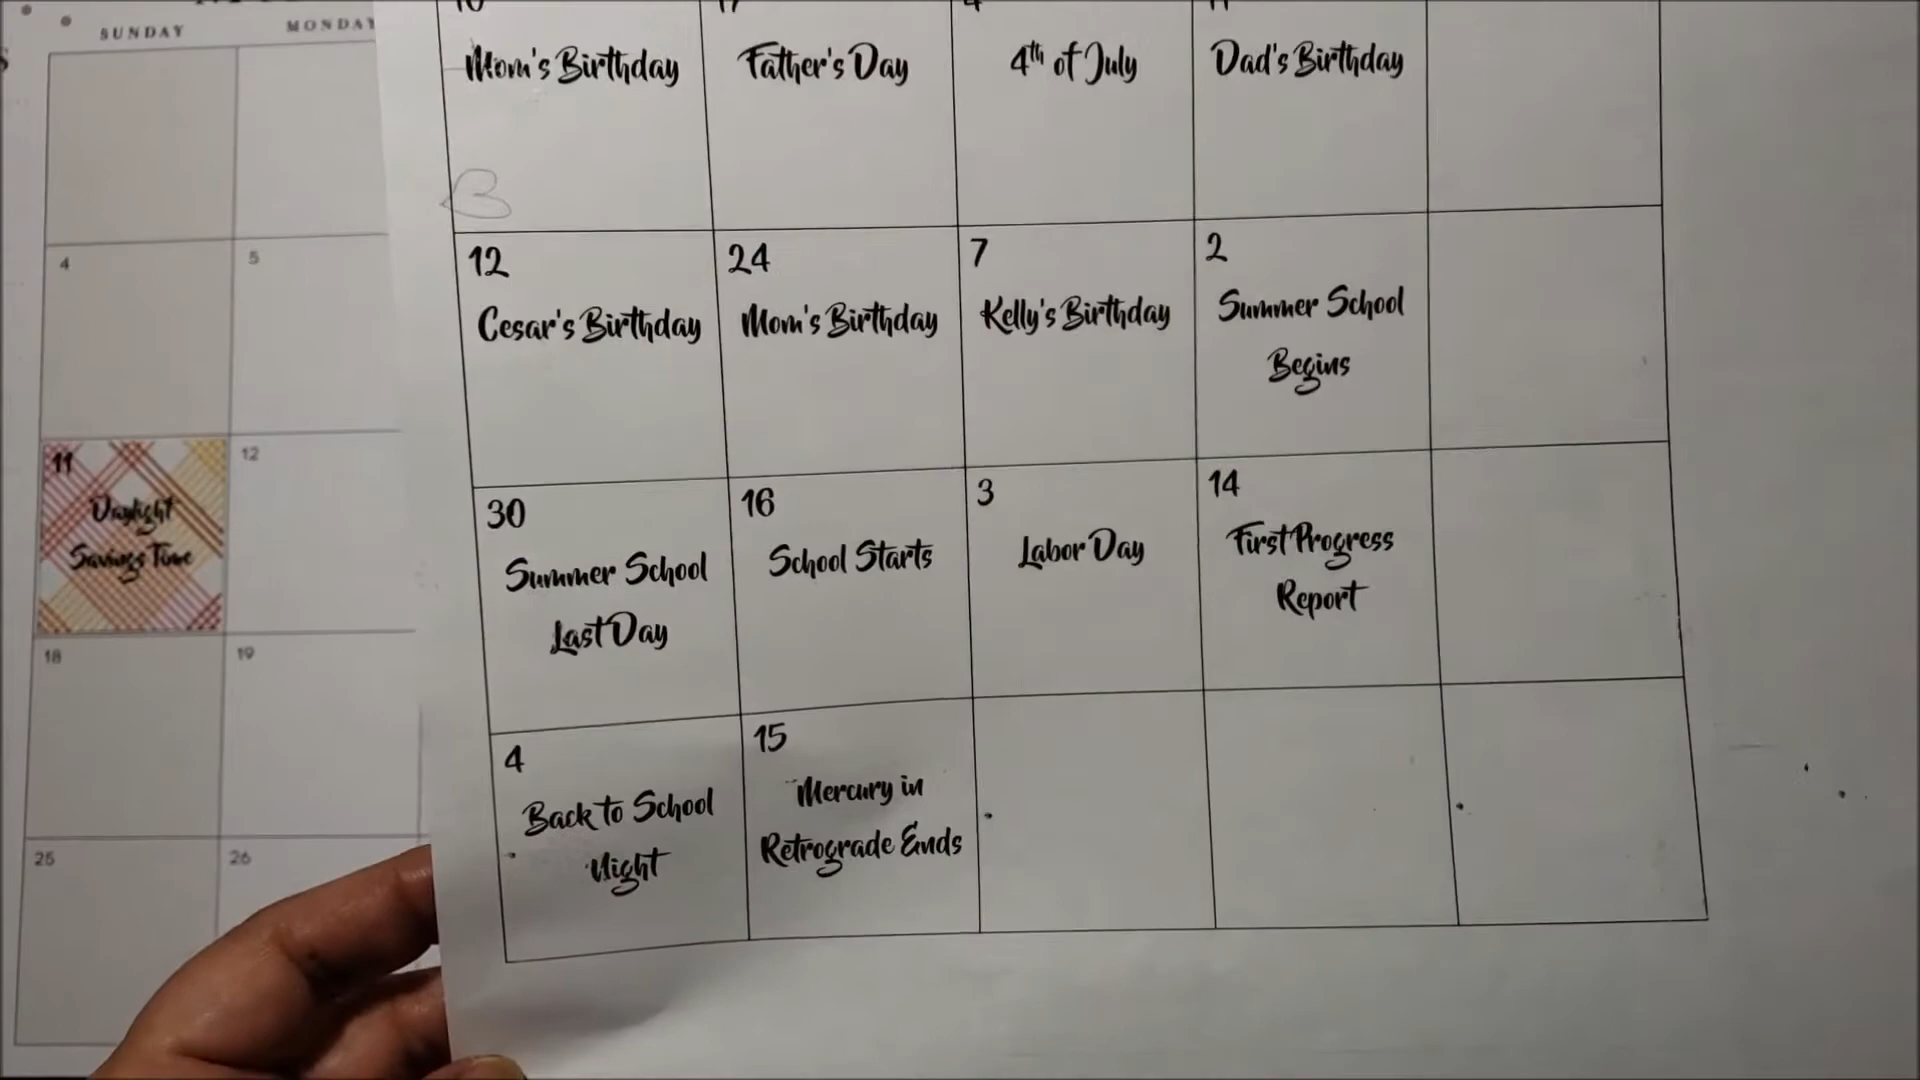 SUNDAY
MONDAY
4
5
11
Daylight
Savings Time
12
18
19
25
26
Mom's Birthday
Father's Day
4th of July
Dad's Birthday
12
Cesar's Birthday
24
Mom's Birthday
7
Kelly's Birthday
2
Summer School
Begins
30
Summer School
Last Day
16
School Starts
3
Labor Day
14
First Progress
Report
4
Back to School
Night
15
Mercury in
Retrograde Ends